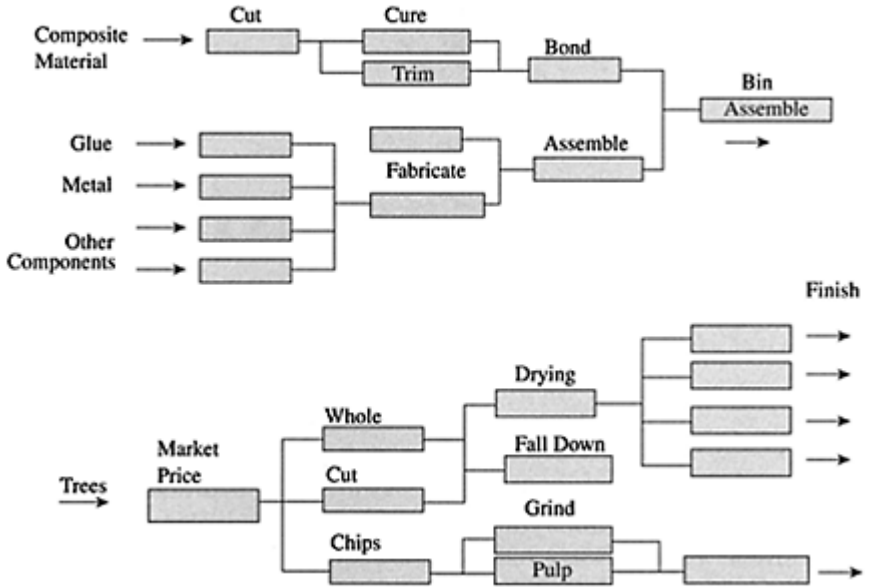 Cut
Cure
Composite
Material
Trim
Bond
Bin
Assemble
Glue
Metal
Other
Components
Fabricate
Assemble
Finish
Trees
Market
Price
Whole
Cut
Chips
Drying
Fall Down
Grind
Pulp